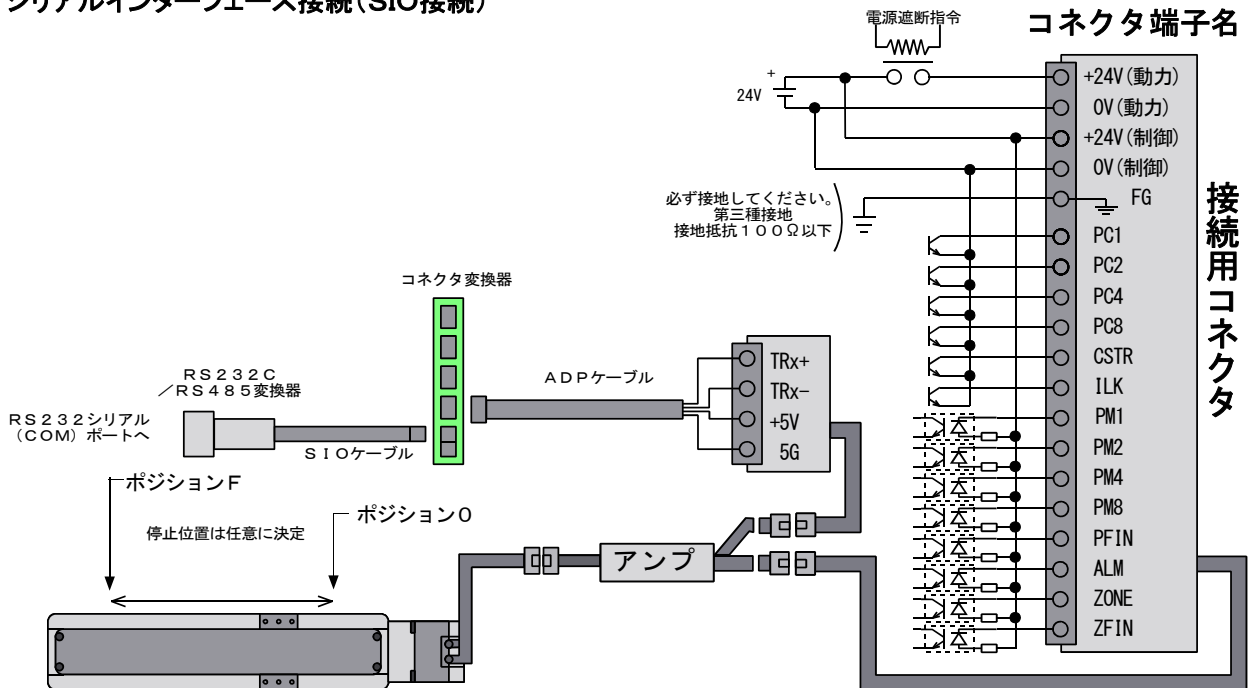 シリアルインターフェース接続(SIO接続)
電源遮断指令
コネクタ端子名
+
24V
+24V(動力)
0V(動力)
+24V(制御)
0V(制御)
FG
必ず接地してください。
第三種接地
接地抵抗100Ω以下
PC1
PC2
PC4
PC8
CSTR
ILK
PM1
PM2
PM4
PM8
PFIN
ALM
ZONE
ZFIN
接続用コネクタ
コネクタ変換器
RS232C
/RS485変換器
RS232シリアル
(COM)ポートへ
SIOケーブル
ADPケーブル
TRx+
TRx-
+5V
5G
ポジションF
停止位置は任意に決定
ポジション0
アンプ